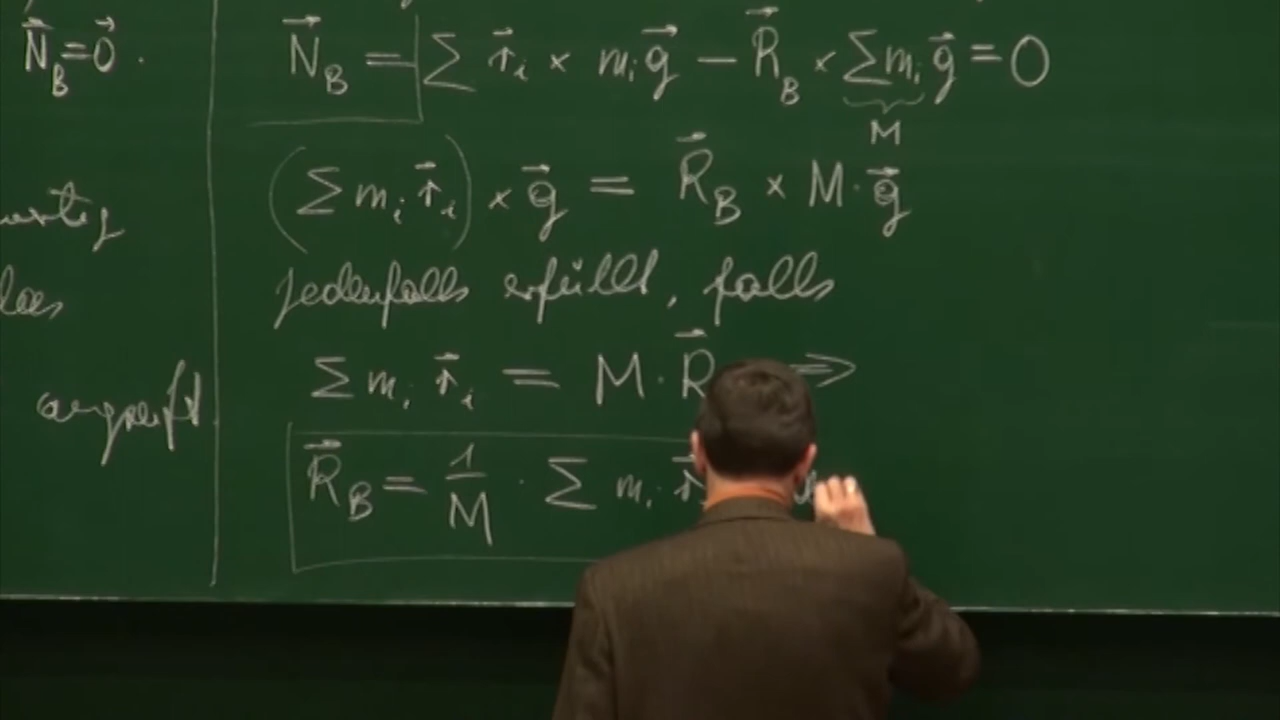 N⃗_B = 0⃗.
angreift
N⃗_B = Σ r⃗_i × m_i g⃗ − R⃗_B × Σ m_i g⃗ = 0
M
(Σ m_i r⃗_i) × g⃗ = R⃗_B × M · g⃗
jedenfalls erfüllt, falls
Σ m_i r⃗_i = M · R⃗ ⇒
R⃗_B = 1/M · Σ m_i r⃗